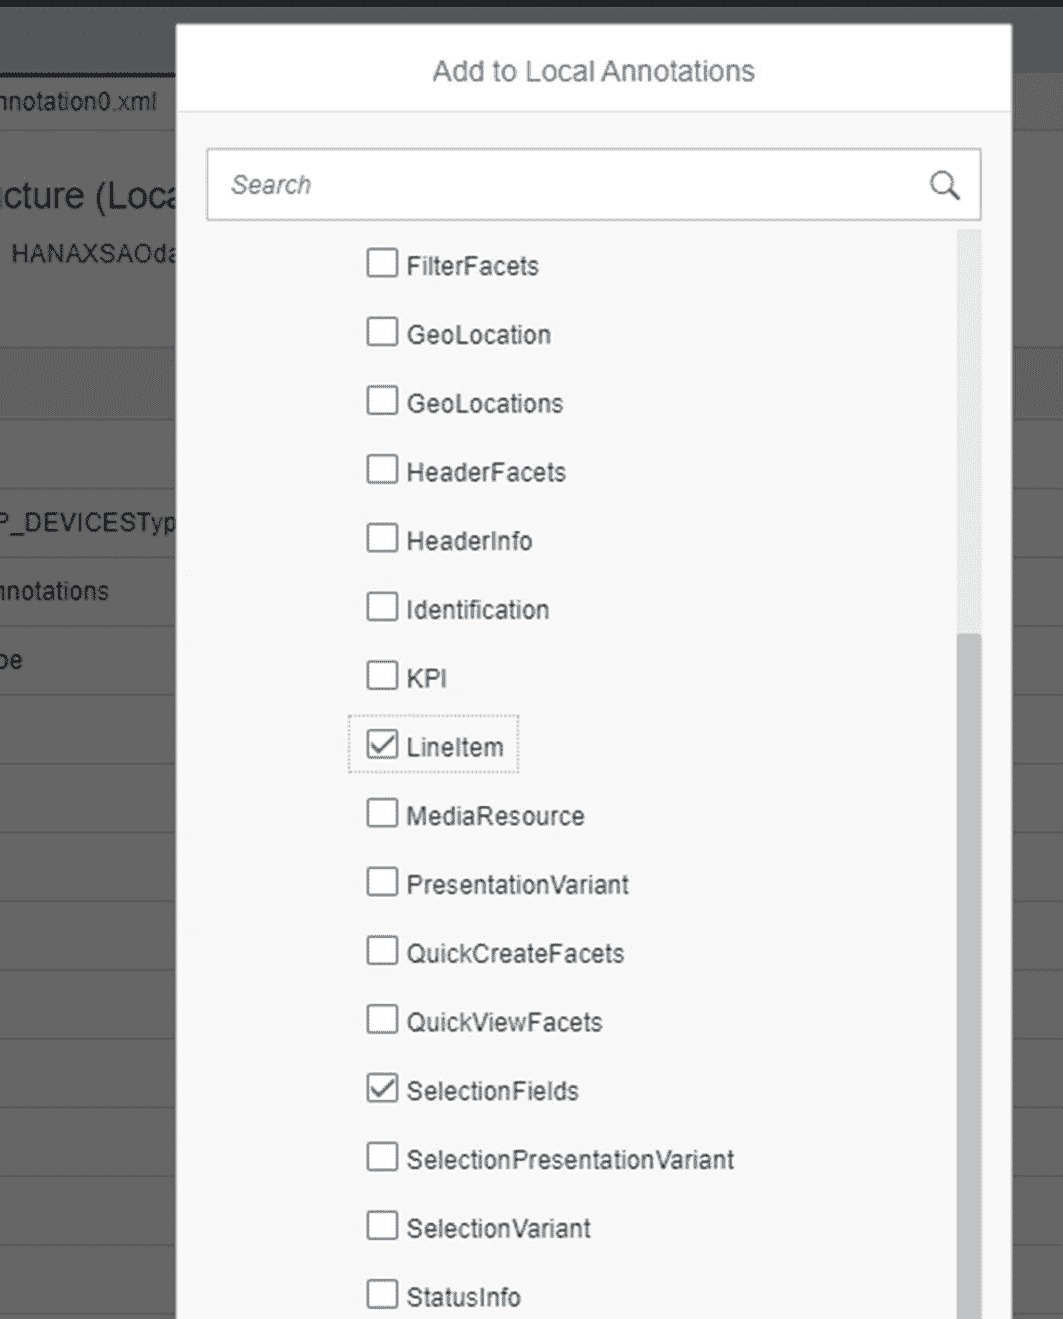 Add to Local Annotations
nnotation0.xml
Search
ucture (Loca
HANAXSAOda
FilterFacets
GeoLocation
GeoLocations
HeaderFacets
P_DEVICESTyp
HeaderInfo
nnotations
Identification
pe
KPI
LineItem
MediaResource
PresentationVariant
QuickCreateFacets
QuickViewFacets
SelectionFields
SelectionPresentationVariant
SelectionVariant
StatusInfo